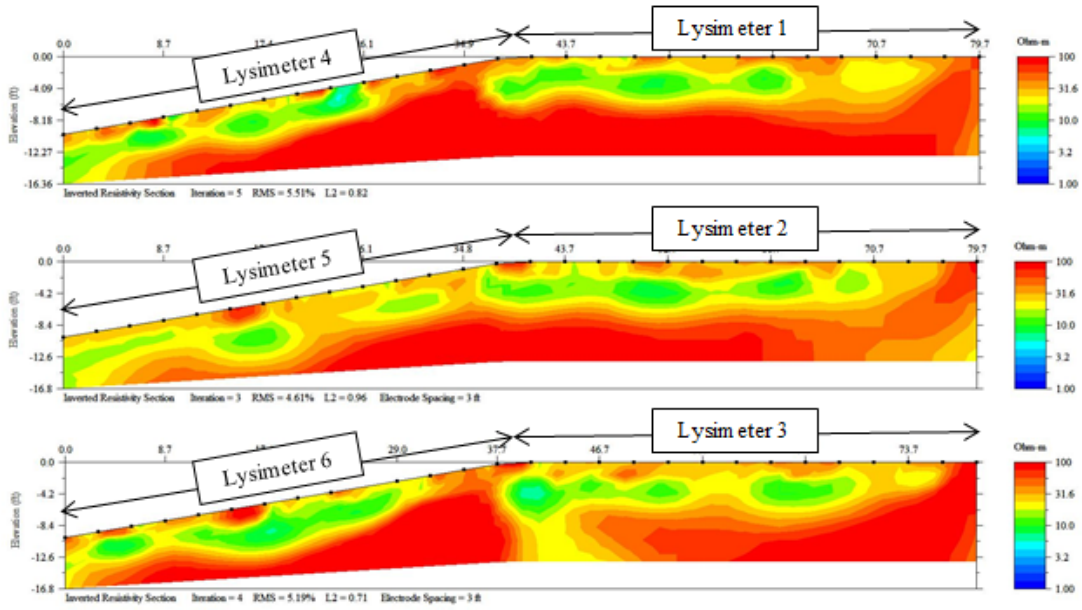 Lysimeter 4
Lysimeter 1
0.0 8.7 6.1 34.9 43.7 70.7 79.7
Ohm-m
Elevation (ft)
0.00
-4.09
-8.18
-12.27
-16.36
100
31.6
10.0
3.2
1.00
Inverted Resistivity Section Iteration = 5 RMS = 5.51% L2 = 0.82
Lysimeter 5
Lysimeter 2
0.0 8.7 6.1 34.8 43.7 70.7 79.7
Ohm-m
Elevation (ft)
0.0
-4.2
-8.4
-12.6
-16.8
100
31.6
10.0
3.2
1.00
Inverted Resistivity Section Iteration = 3 RMS = 4.61% L2 = 0.96 Electrode Spacing = 3 ft
Lysimeter 6
Lysimeter 3
0.0 8.7 29.0 46.7 73.7
Ohm-m
Elevation (ft)
0.0
-4.2
-8.4
-12.6
-16.8
100
31.6
10.0
3.2
1.00
Inverted Resistivity Section Iteration = 4 RMS = 5.19% L2 = 0.71 Electrode Spacing = 3 ft